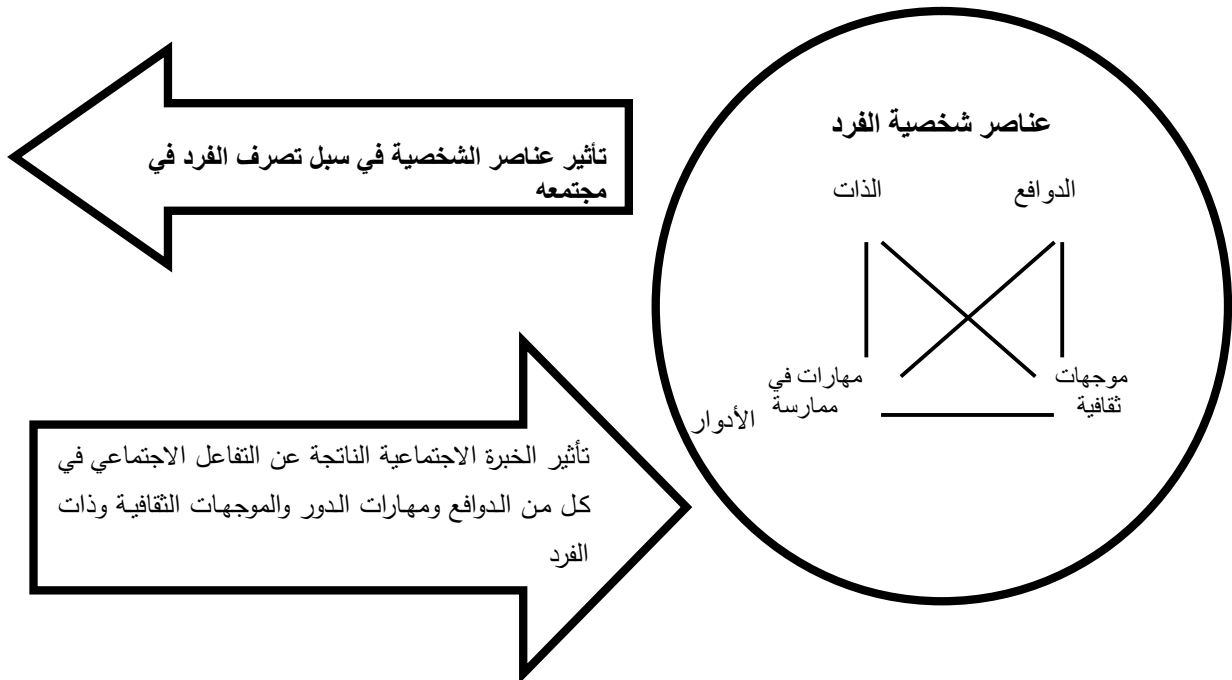 عناصر شخصية الفرد
الدوافع
الذات
موجهات
ثقافية
مهارات في
ممارسة
الأدوار
تأثير عناصر الشخصية في سبل تصرف الفرد في
مجتمعه
تأثير الخبرة الاجتماعية الناتجة عن التفاعل الاجتماعي في
كل من الدوافع ومهارات الدور والموجهات الثقافية وذات
الفرد